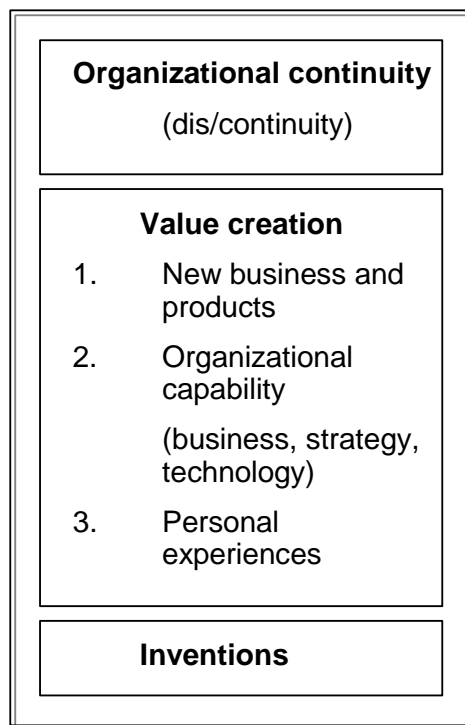 Organizational continuity
(dis/continuity)
Value creation
1. New business and
products
2. Organizational
capability
(business, strategy,
technology)
3. Personal
experiences
Inventions